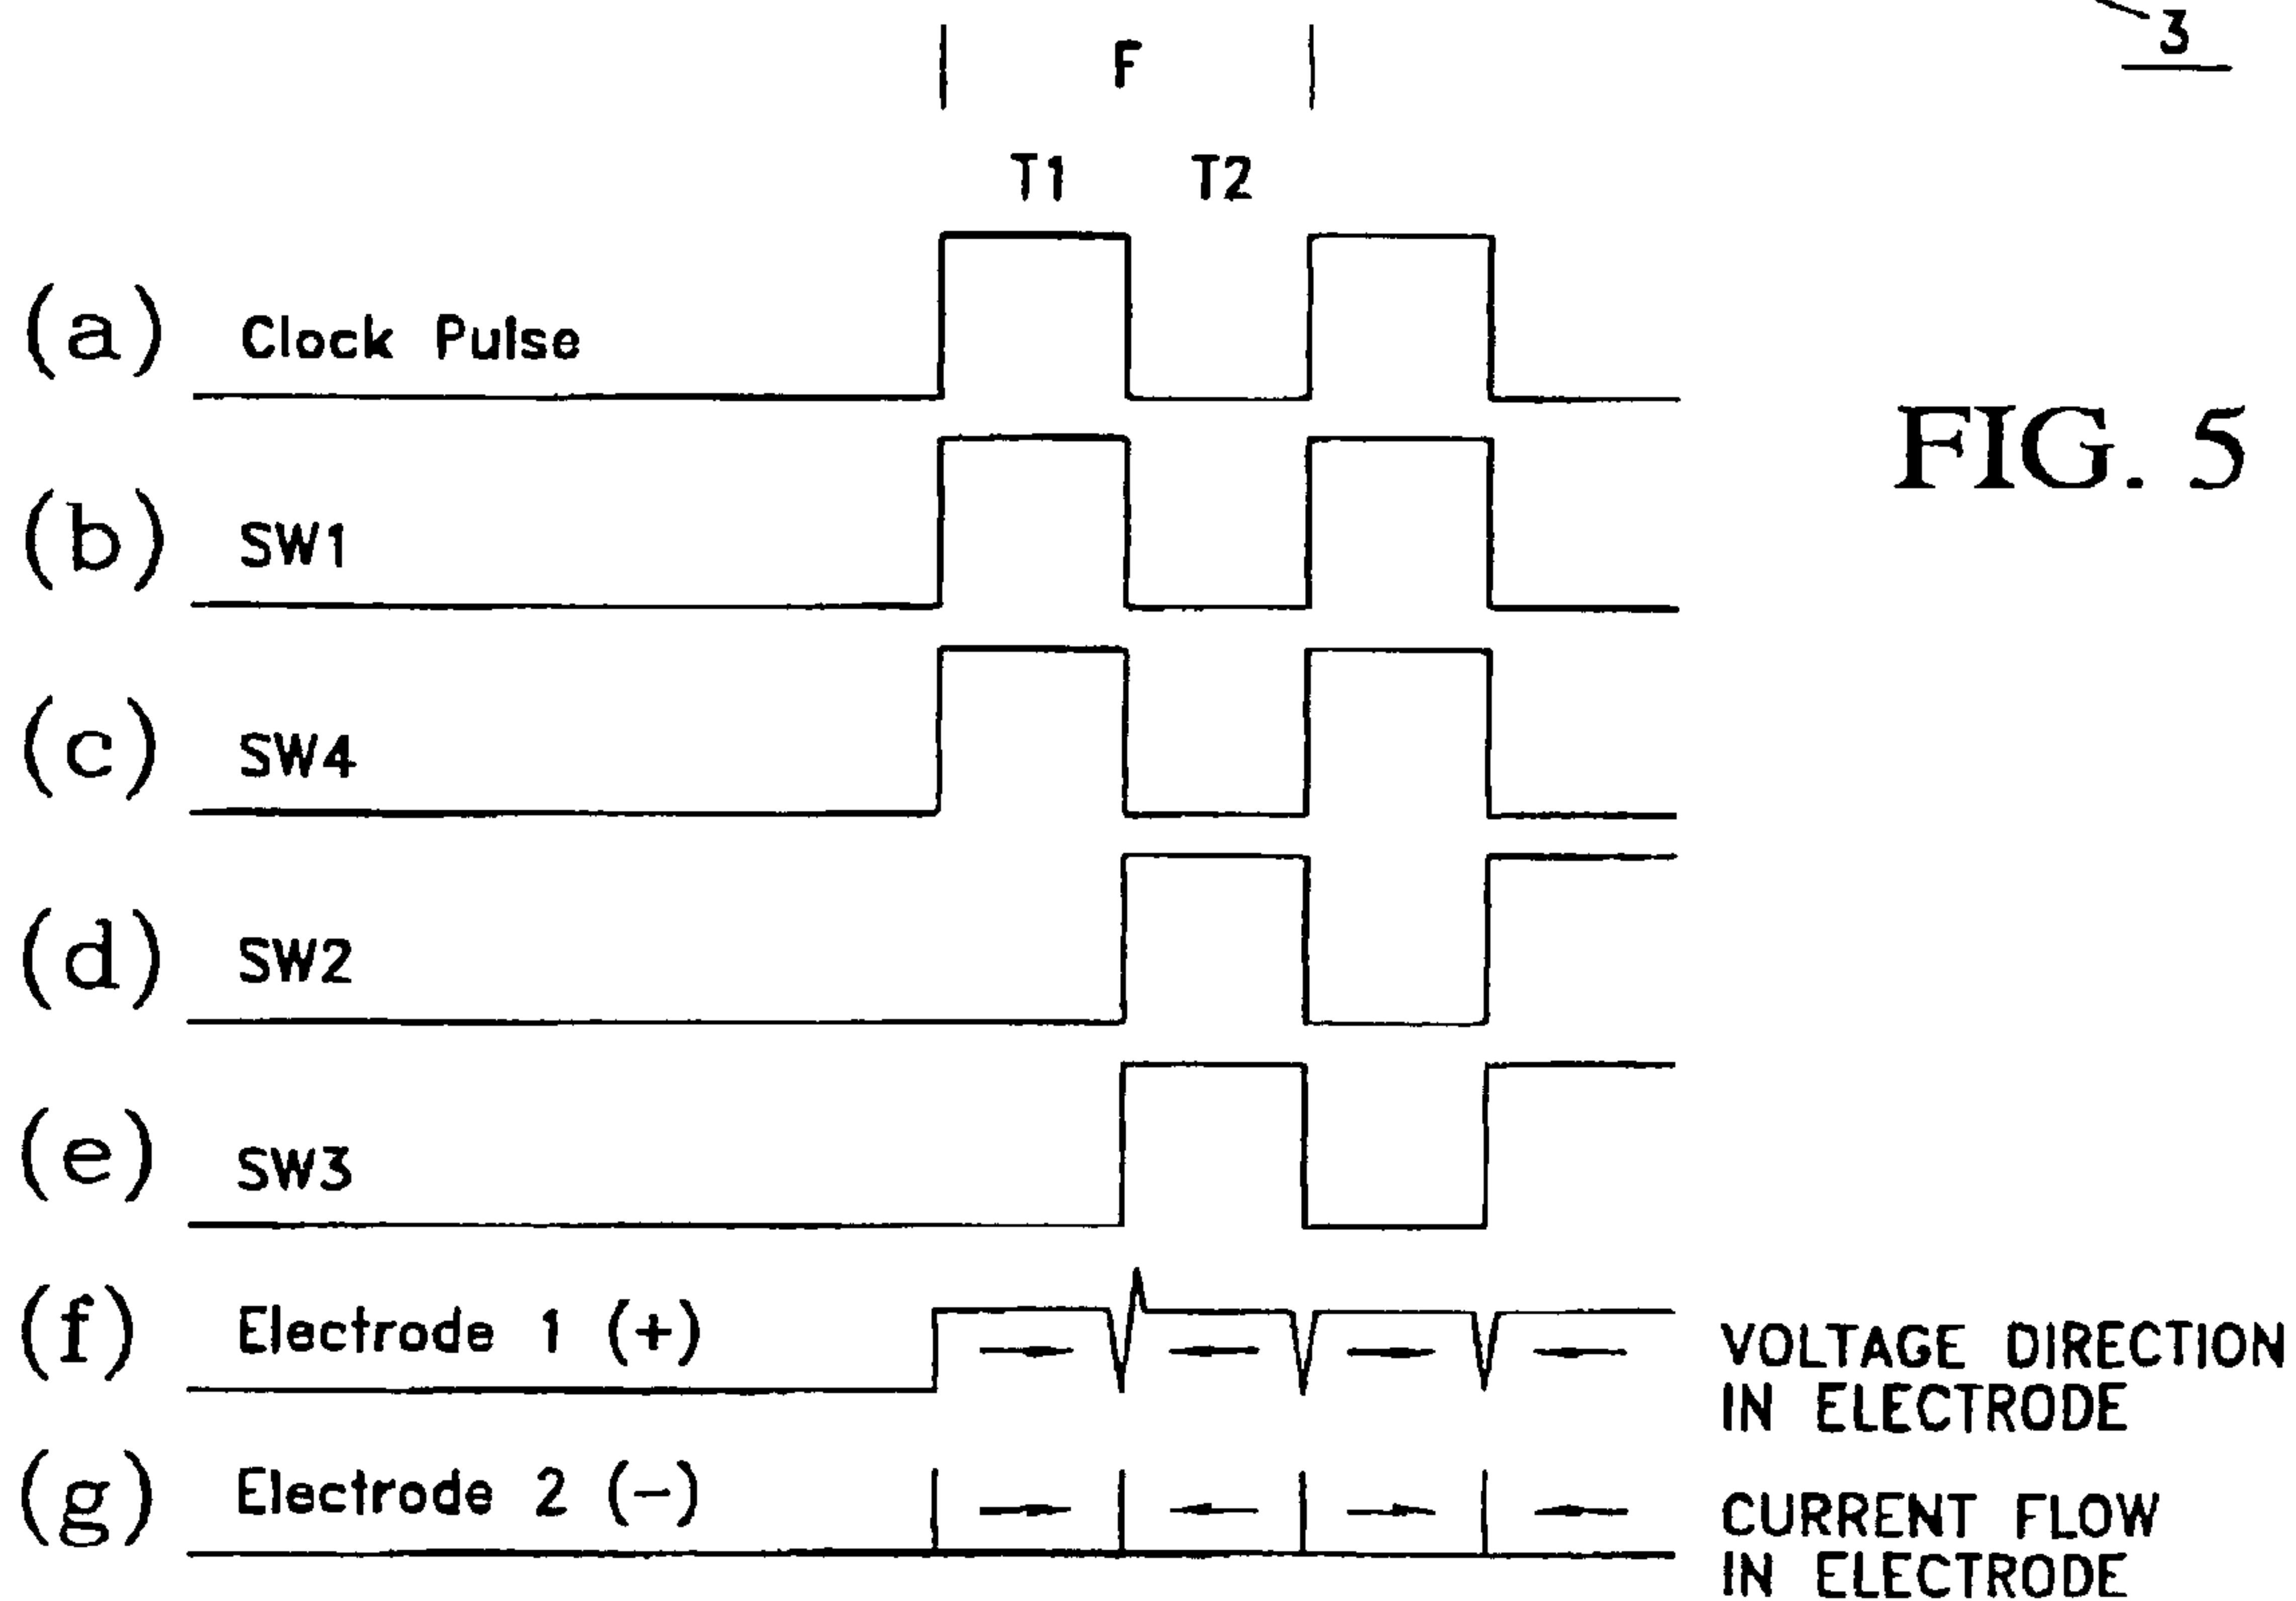 3
F
T1 T2
(a) Clock Pulse
FIG. 5
(b) SW1
(c) SW4
(d) SW2
(e) SW3
(f) Electrode 1 (+)
VOLTAGE DIRECTION
IN ELECTRODE
(g) Electrode 2 (−)
CURRENT FLOW
IN ELECTRODE